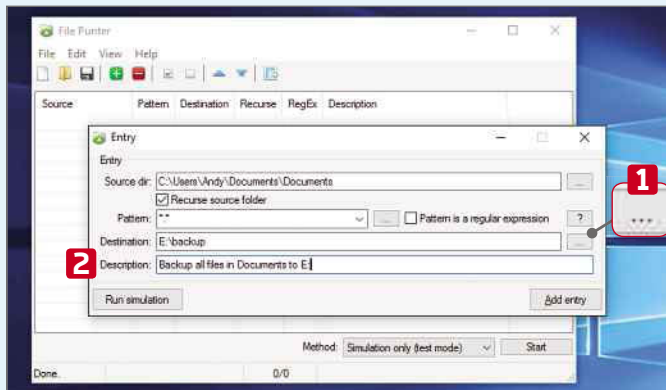 File Punter
File Edit View Help
Source Pattern Destination Recurse RegEx Description
Entry
Entry
Source dir: C:\Users\Andy\Documents\Documents ...
Recurse source folder
Pattern: *.* ... Pattern is a regular expression ?
1
...
Destination: E:\backup ...
2
Description: Backup all files in Documents to E:
Run simulation Add entry
Method: Simulation only (test mode) Start
Done. 0/0